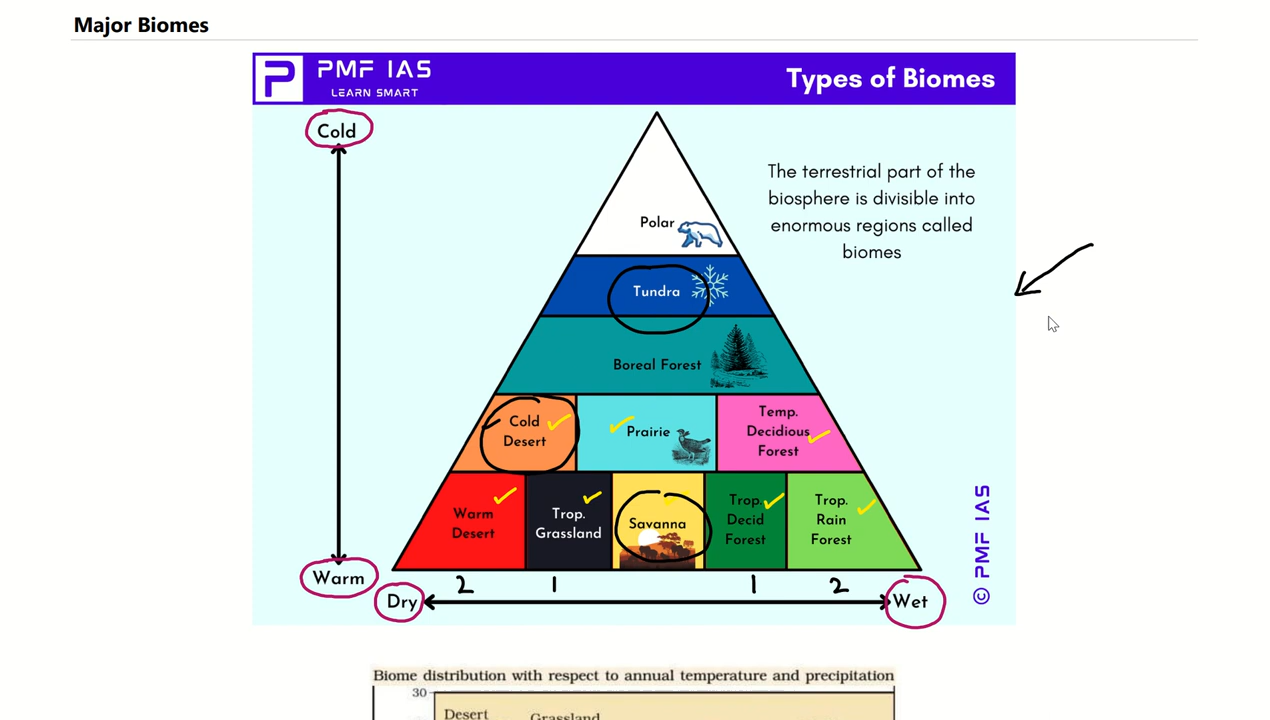 Major Biomes
P
PMF IAS
LEARN SMART
Types of Biomes
Cold
The terrestrial part of the
biosphere is divisible into
enormous regions called
biomes
Polar
Tundra
Boreal Forest
Cold
Desert
Prairie
Temp.
Decidious
Forest
Warm
Desert
Trop.
Grassland
Savanna
Trop.
Decid
Forest
Trop.
Rain
Forest
© PMF IAS
Warm
2 1 1 2
Dry
Wet
Biome distribution with respect to annual temperature and precipitation
30
Desert
Grassland